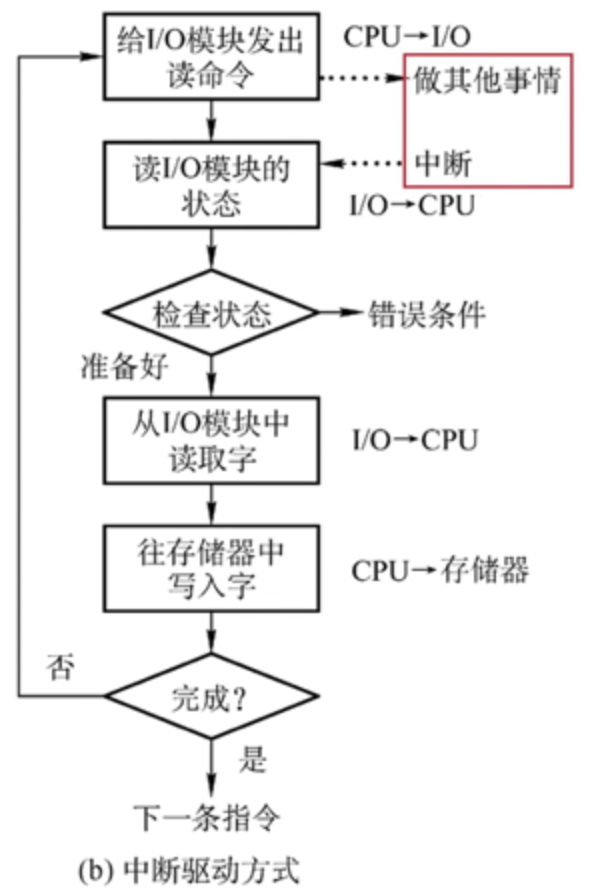 给I/O模块发出
读命令
CPU→I/O
做其他事情
中断
读I/O模块的
状态
I/O→CPU
检查状态
错误条件
准备好
从I/O模块中
读取字
I/O→CPU
往存储器中
写入字
CPU→存储器
否
完成？
是
下一条指令
(b) 中断驱动方式